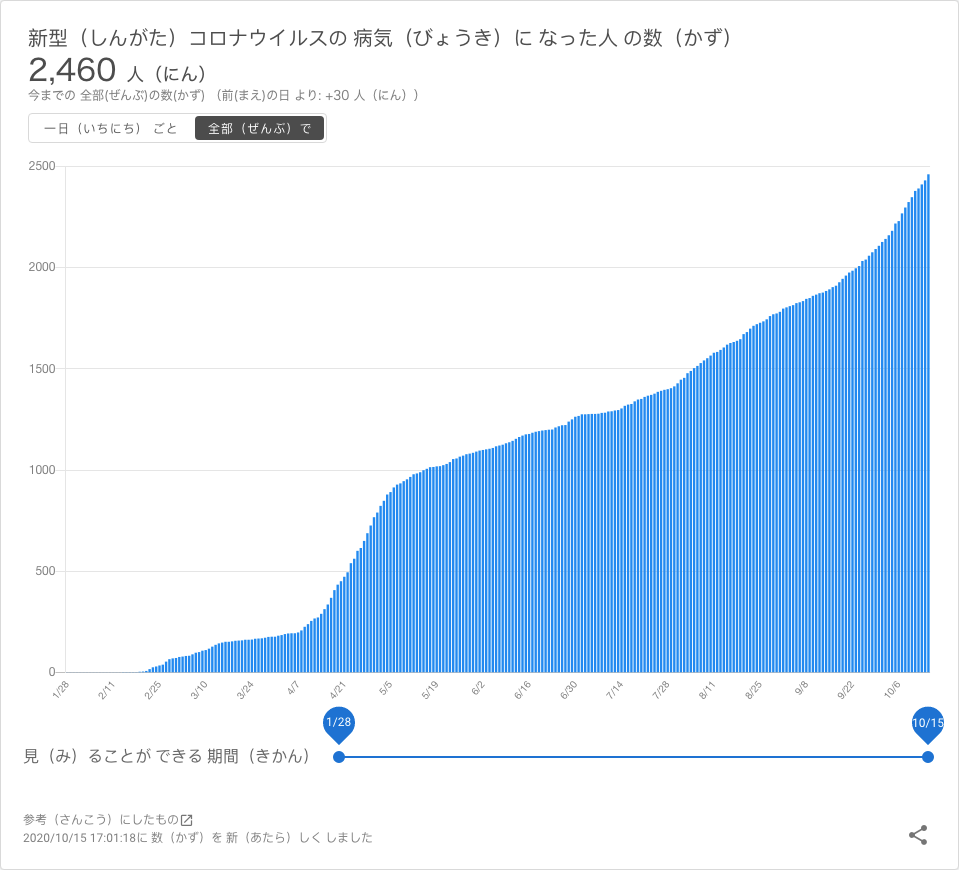 新型（しんがた）コロナウイルスの 病気（びょうき）に なった人 の数（かず）
2,460 人（にん）
今までの 全部(ぜんぶ)の数(かず) （前(まえ)の日 より: +30 人（にん））
一日（いちにち） ごと 全部（ぜんぶ）で
2500
2000
1500
1000
500
0
1/28 2/11 2/25 3/10 3/24 4/7 4/21 5/5 5/19 6/2 6/16 6/30 7/14 7/28 8/11 8/25 9/8 9/22 10/6
1/28 10/15
見（み）ることが できる 期間（きかん）
参考（さんこう）にしたもの
2020/10/15 17:01:18に 数（かず）を 新（あたら）しく しました